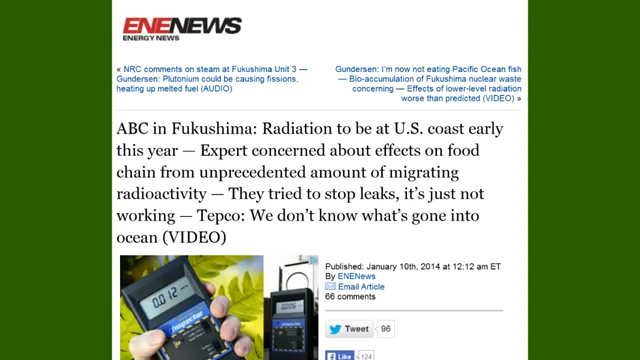 ENENEWS
ENERGY NEWS
« NRC comments on steam at Fukushima Unit 3 —
Gundersen: Plutonium could be causing fissions,
heating up melted fuel (AUDIO)
Gundersen: I'm now not eating Pacific Ocean fish
— Bio-accumulation of Fukushima nuclear waste
concerning — Effects of lower-level radiation
worse than predicted (VIDEO) »
ABC in Fukushima: Radiation to be at U.S. coast early
this year — Expert concerned about effects on food
chain from unprecedented amount of migrating
radioactivity — They tried to stop leaks, it's just not
working — Tepco: We don't know what's gone into
ocean (VIDEO)
0.012
Inspector
Published: January 10th, 2014 at 12:12 am ET
By ENENews
Email Article
66 comments
Tweet 96
Like 124